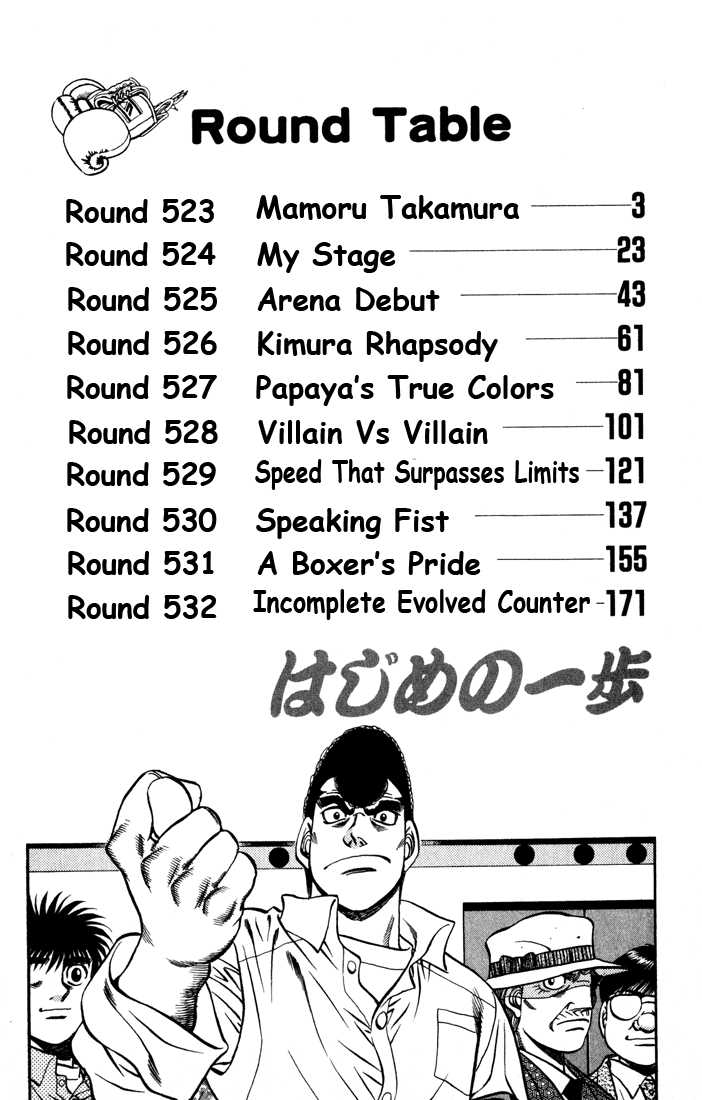 Round Table
Round 523 Mamoru Takamura 3
Round 524 My Stage 23
Round 525 Arena Debut 43
Round 526 Kimura Rhapsody 61
Round 527 Papaya's True Colors 81
Round 528 Villain Vs Villain 101
Round 529 Speed That Surpasses Limits 121
Round 530 Speaking Fist 137
Round 531 A Boxer's Pride 155
Round 532 Incomplete Evolved Counter 171
はじめの一歩